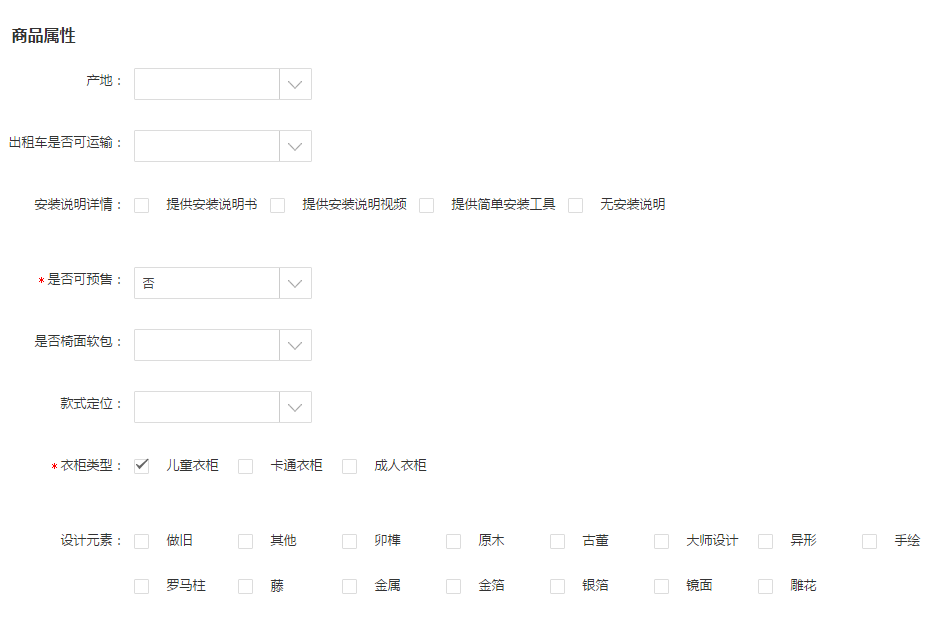 商品属性
产地：
出租车是否可运输：
安装说明详情： 提供安装说明书 提供安装说明视频 提供简单安装工具 无安装说明
*是否可预售： 否
是否椅面软包：
款式定位：
*衣柜类型： 儿童衣柜 卡通衣柜 成人衣柜
设计元素： 做旧 其他 卯榫 原木 古董 大师设计 异形 手绘
罗马柱 藤 金属 金箔 银箔 镜面 雕花